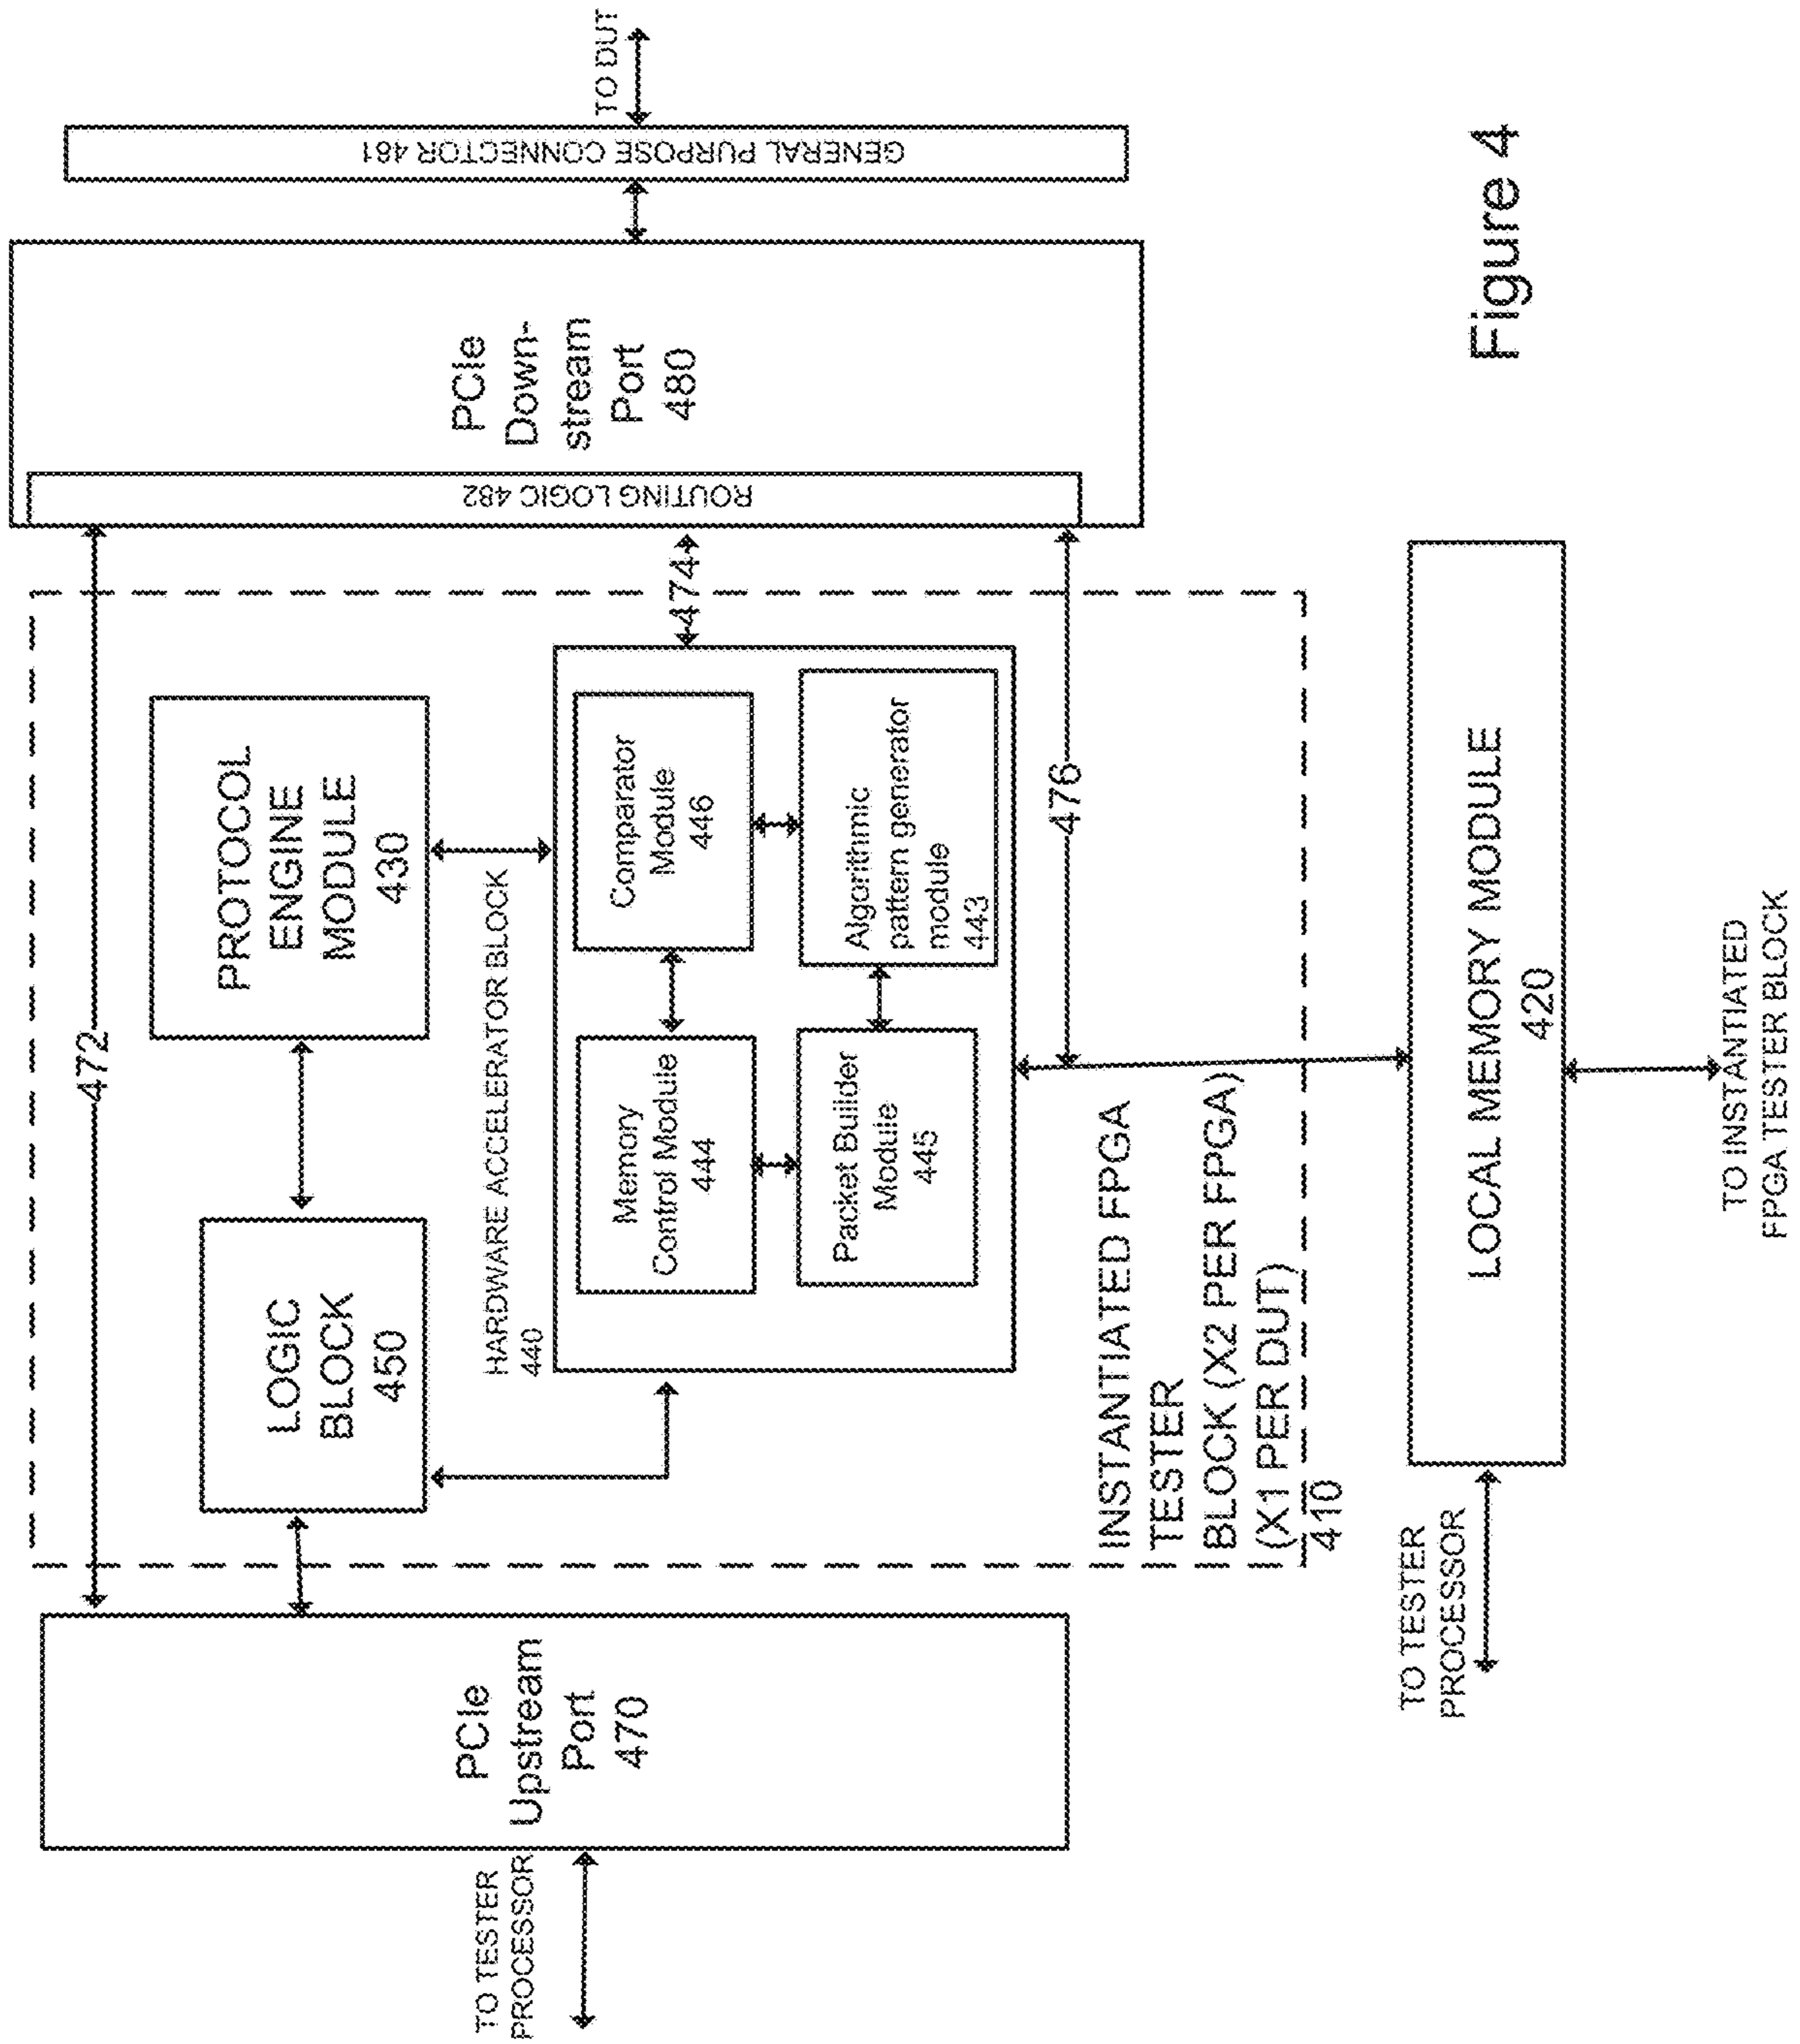 TO TESTER
PROCESSOR
PCIe
Upstream
Port
470
472
LOGIC
BLOCK
450
PROTOCOL
ENGINE
MODULE
430
HARDWARE ACCELERATOR BLOCK
440
Memory
Control Module
444
Comparator
Module
446
Packet Builder
Module
445
Algorithmic
pattern generator
module
443
474
476
INSTANTIATED FPGA
TESTER
BLOCK (X2 PER FPGA)
(X1 PER DUT)
410
ROUTING LOGIC 482
PCIe
Down-
stream
Port
480
GENERAL PURPOSE CONNECTOR 481
TO DUT
TO TESTER
PROCESSOR
LOCAL MEMORY MODULE
420
TO INSTANTIATED
FPGA TESTER BLOCK
Figure 4